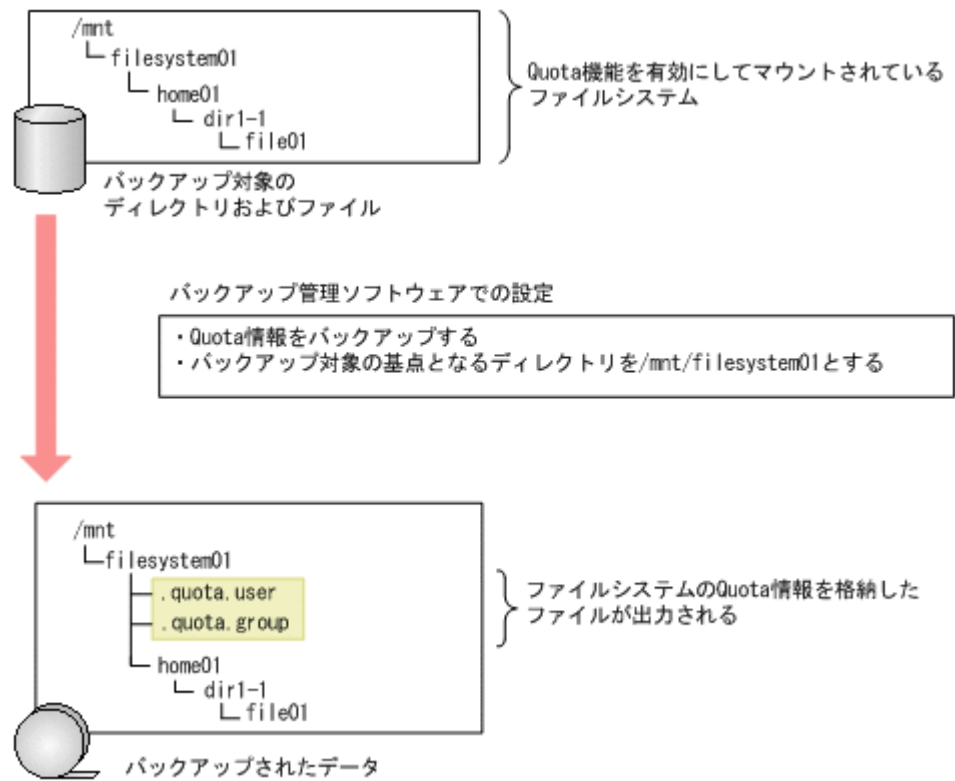 /mnt
filesystem01
home01
dir1-1
file01
Quota機能を有効にしてマウントされている
ファイルシステム
バックアップ対象の
ディレクトリおよびファイル
バックアップ管理ソフトウェアでの設定
・Quota情報をバックアップする
・バックアップ対象の基点となるディレクトリを/mnt/filesystem01とする
/mnt
filesystem01
.quota.user
.quota.group
home01
dir1-1
file01
ファイルシステムのQuota情報を格納した
ファイルが出力される
バックアップされたデータ